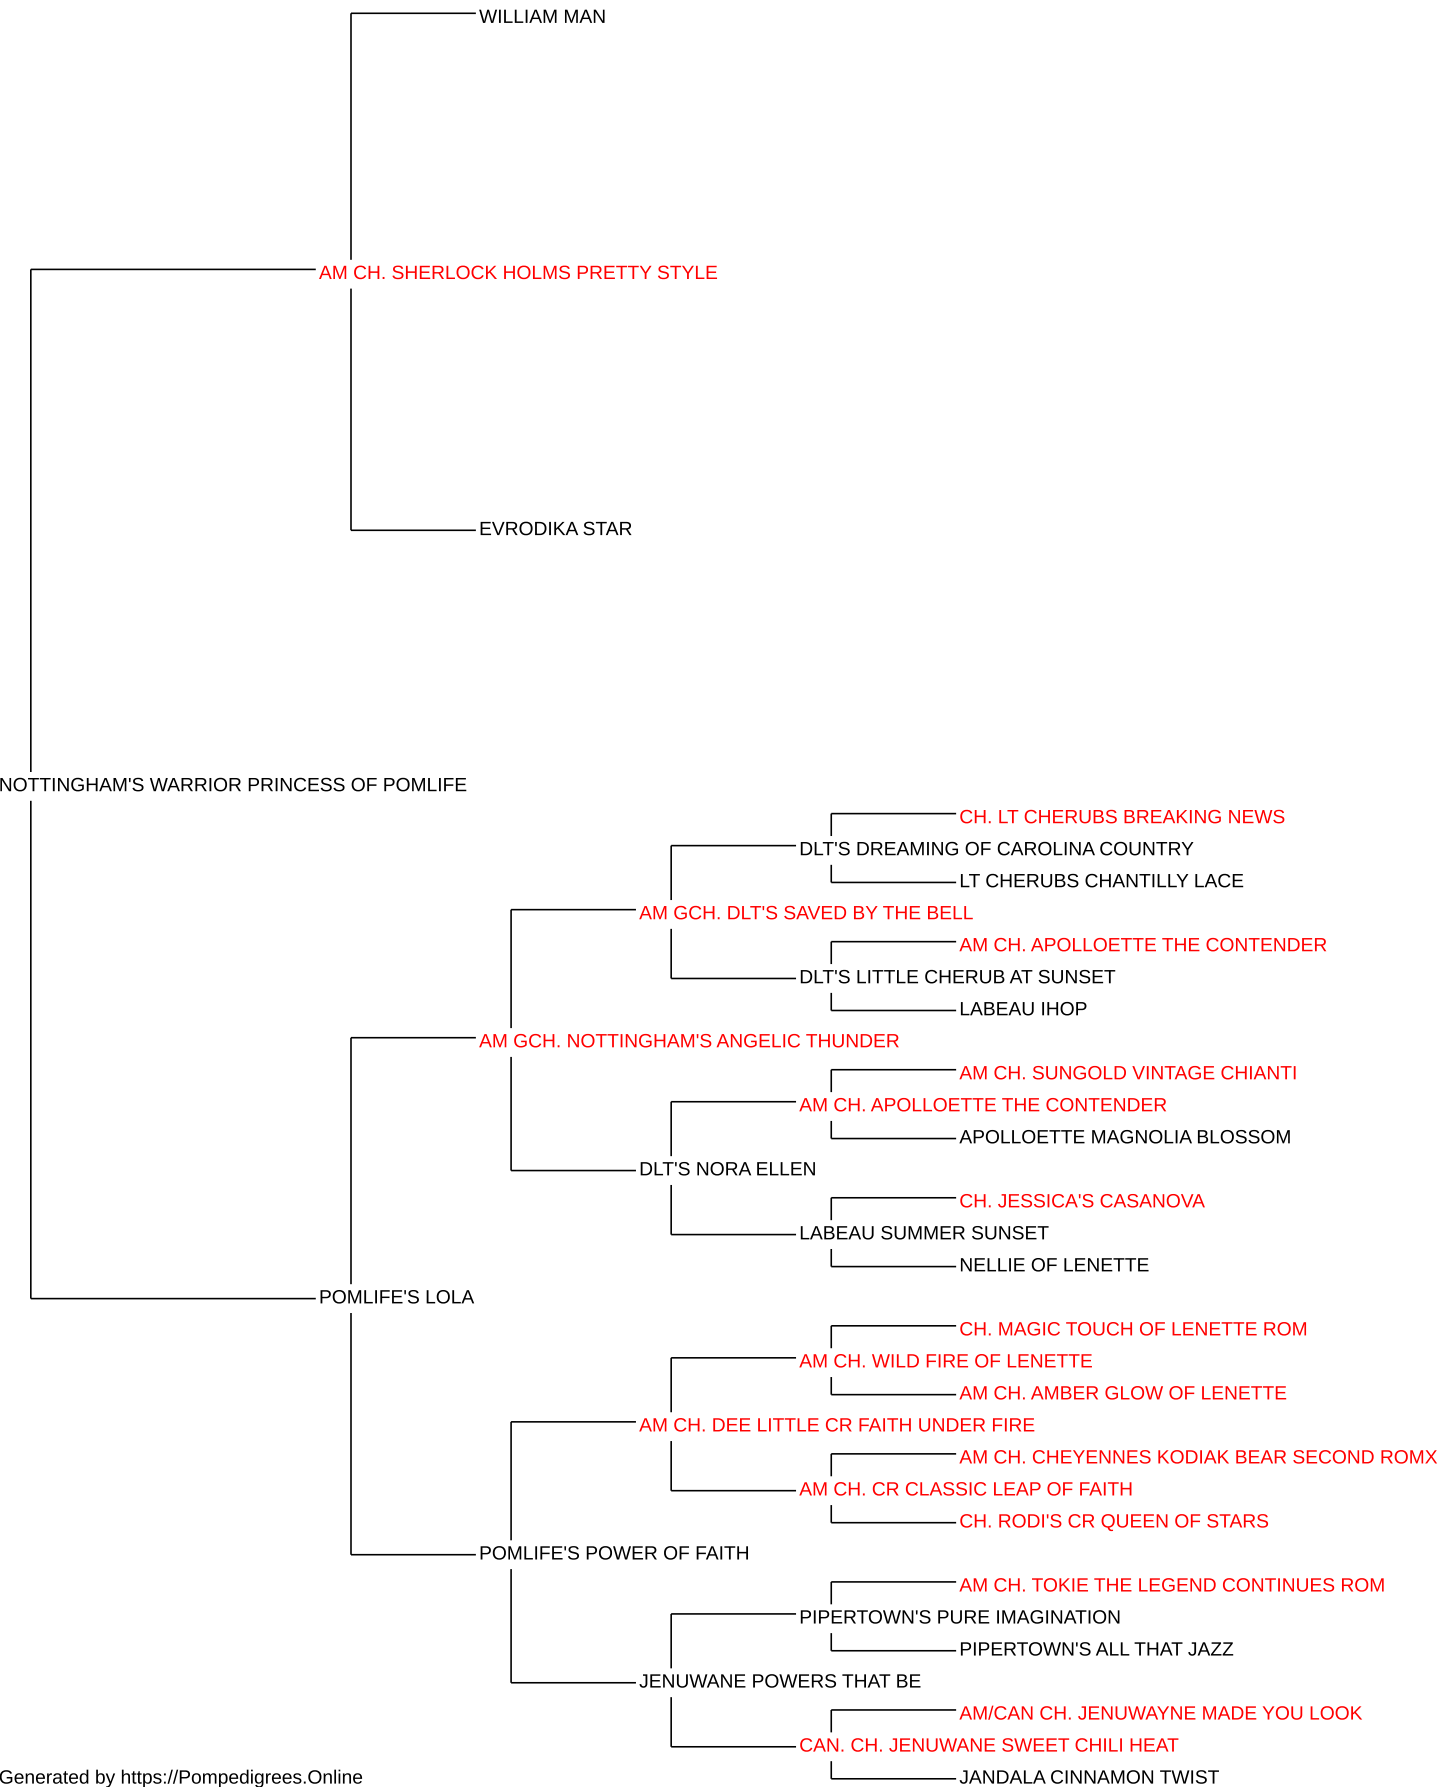 WILLIAM MAN
AM CH. SHERLOCK HOLMS PRETTY STYLE
EVRODIKA STAR
NOTTINGHAM'S WARRIOR PRINCESS OF POMLIFE
CH. LT CHERUBS BREAKING NEWS
DLT'S DREAMING OF CAROLINA COUNTRY
LT CHERUBS CHANTILLY LACE
AM GCH. DLT'S SAVED BY THE BELL
AM CH. APOLLOETTE THE CONTENDER
DLT'S LITTLE CHERUB AT SUNSET
LABEAU IHOP
AM GCH. NOTTINGHAM'S ANGELIC THUNDER
AM CH. SUNGOLD VINTAGE CHIANTI
AM CH. APOLLOETTE THE CONTENDER
APOLLOETTE MAGNOLIA BLOSSOM
DLT'S NORA ELLEN
CH. JESSICA'S CASANOVA
LABEAU SUMMER SUNSET
NELLIE OF LENETTE
POMLIFE'S LOLA
CH. MAGIC TOUCH OF LENETTE ROM
AM CH. WILD FIRE OF LENETTE
AM CH. AMBER GLOW OF LENETTE
AM CH. DEE LITTLE CR FAITH UNDER FIRE
AM CH. CHEYENNES KODIAK BEAR SECOND ROMX
AM CH. CR CLASSIC LEAP OF FAITH
CH. RODI'S CR QUEEN OF STARS
POMLIFE'S POWER OF FAITH
AM CH. TOKIE THE LEGEND CONTINUES ROM
PIPERTOWN'S PURE IMAGINATION
PIPERTOWN'S ALL THAT JAZZ
JENUWANE POWERS THAT BE
AM/CAN CH. JENUWAYNE MADE YOU LOOK
CAN. CH. JENUWANE SWEET CHILI HEAT
JANDALA CINNAMON TWIST
Generated by https://Pompedigrees.Online